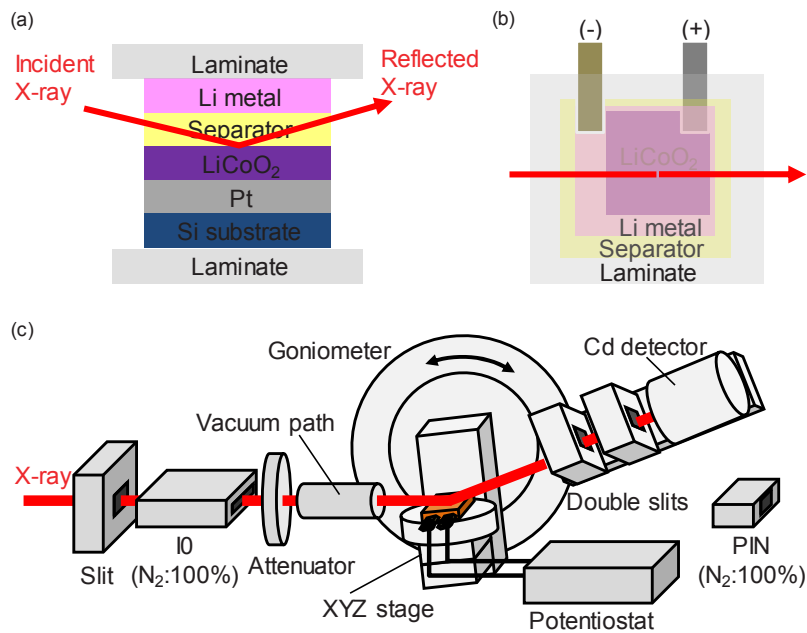 (a)
Incident
X-ray
Reflected
X-ray
Laminate
Li metal
Separator
LiCoO₂
Pt
Si substrate
Laminate
(b)
(-)
(+)
LiCoO₂
Li metal
Separator
Laminate
(c)
Goniometer
Cd detector
Vacuum path
X-ray
Double slits
Slit
I0
(N₂:100%)
Attenuator
XYZ stage
Potentiostat
PIN
(N₂:100%)